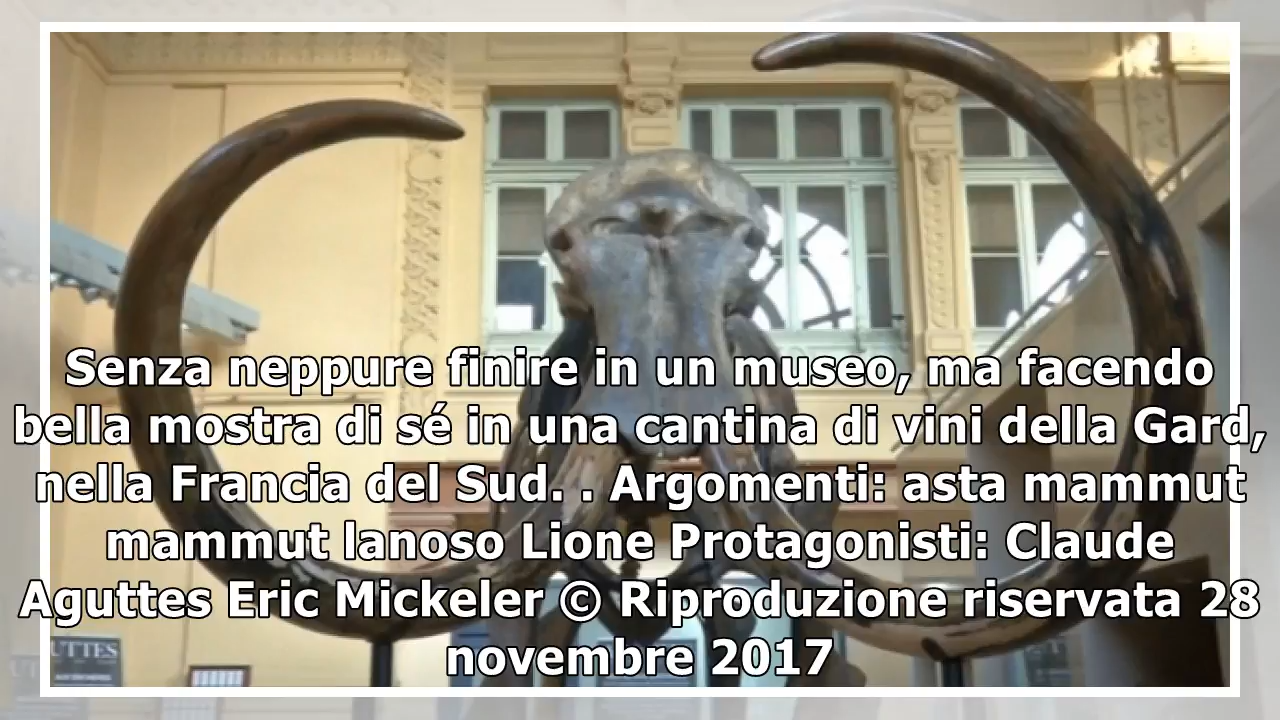 Senza neppure finire in un museo, ma facendo
bella mostra di sé in una cantina di vini della Gard,
nella Francia del Sud. . Argomenti: asta mammut
mammut lanoso Lione Protagonisti: Claude
Aguttes Eric Mickeler © Riproduzione riservata 28
novembre 2017
UTTES